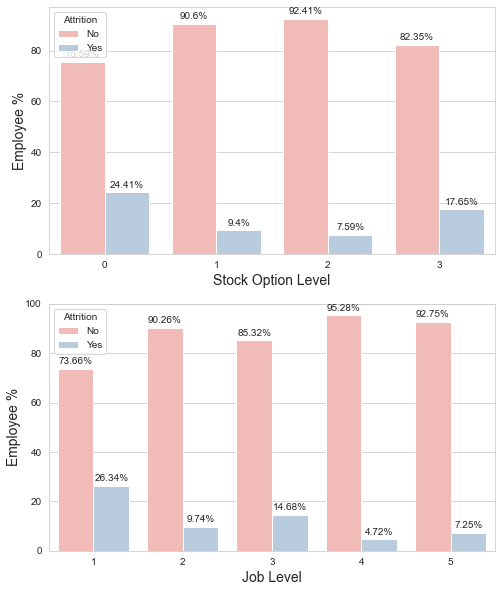 Attrition
No
Yes
Employee %
80
60
40
20
0
75.59%
24.41%
90.6%
9.4%
92.41%
7.59%
82.35%
17.65%
0 1 2 3
Stock Option Level
Attrition
No
Yes
Employee %
100
80
60
40
20
0
73.66%
26.34%
90.26%
9.74%
85.32%
14.68%
95.28%
4.72%
92.75%
7.25%
1 2 3 4 5
Job Level